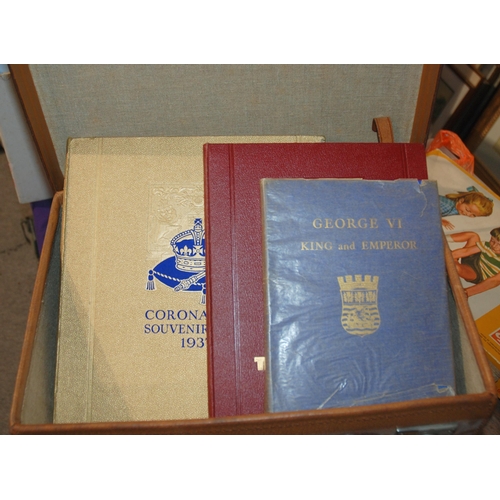 CORONA
SOUVENIR
193
GEORGE VI
KING and EMPEROR